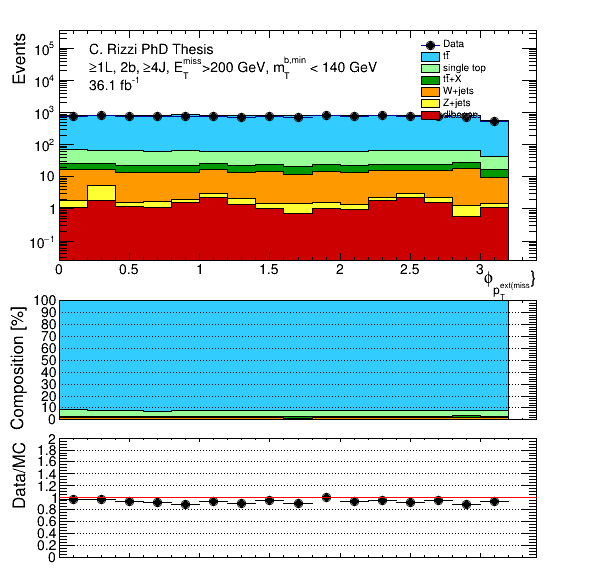 Events
10⁵
10⁴
10³
10²
10
1
10⁻¹
C. Rizzi PhD Thesis
≥1L, 2b, ≥4J, E_T^miss>200 GeV, m_T^b,min < 140 GeV
36.1 fb⁻¹
Data
tt̄
single top
tt̄+X
W+jets
Z+jets
diboson
0 0.5 1 1.5 2 2.5 3
ϕ_p_T^ext(miss}
Composition [%]
100
90
80
70
60
50
40
30
20
10
0
Data/MC
2
1.8
1.6
1.4
1.2
1
0.8
0.6
0.4
0.2
0